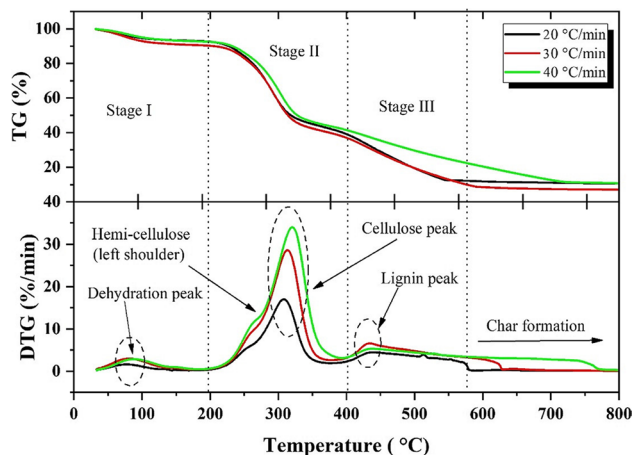 100
80
60
40
20
40
TG (%)
20 °C/min
30 °C/min
40 °C/min
Stage I
Stage II
Stage III
30
20
10
0
DTG (%/min)
Hemi-cellulose
(left shoulder)
Dehydration peak
Cellulose peak
Lignin peak
Char formation
0 100 200 300 400 500 600 700 800
Temperature ( °C)